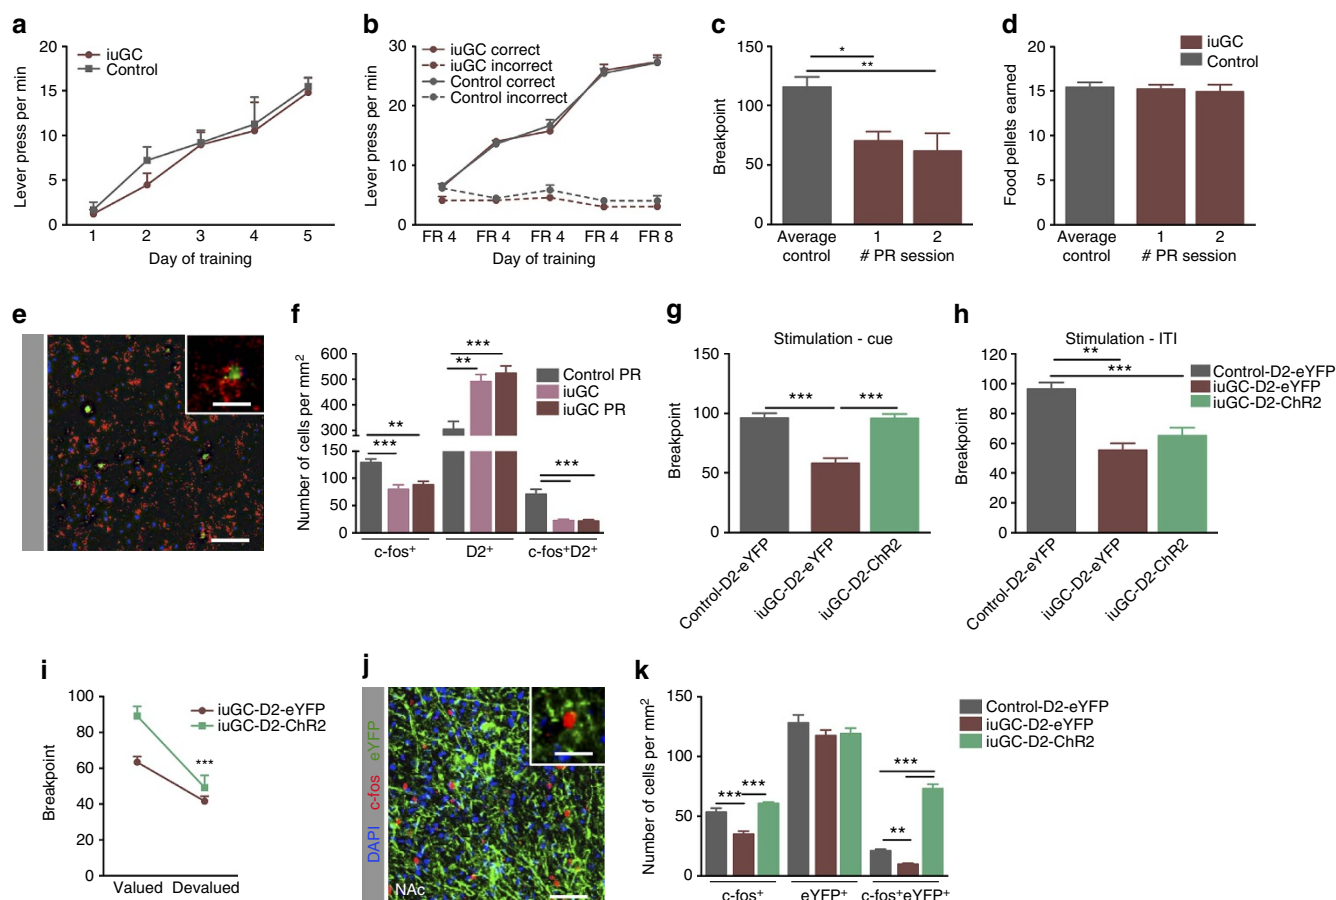 a
Lever press per min
20
15
10
5
0
iuGC
Control
1 2 3 4 5
Day of training
b
Lever press per min
30
20
10
0
iuGC correct
iuGC incorrect
Control correct
Control incorrect
FR 4 FR 4 FR 4 FR 4 FR 8
Day of training
c
Breakpoint
150
100
50
0
*
**
Average control
1 2
# PR session
d
Food pellets earned
20
15
10
5
0
iuGC
Control
Average control
1 2
# PR session
e
f
Number of cells per mm²
600
500
400
300
150
100
50
0
Control PR
iuGC
iuGC PR
**
***
***
**
***
c-fos⁺ D2⁺ c-fos⁺D2⁺
g
Stimulation - cue
Breakpoint
150
100
50
0
*** ***
Control-D2-eYFP
iuGC-D2-eYFP
iuGC-D2-ChR2
h
Stimulation - ITI
Breakpoint
120
100
80
60
40
20
0
**
***
Control-D2-eYFP
iuGC-D2-eYFP
iuGC-D2-ChR2
Control-D2-eYFP
iuGC-D2-eYFP
iuGC-D2-ChR2
i
Breakpoint
100
80
60
40
20
0
iuGC-D2-eYFP
iuGC-D2-ChR2
***
Valued Devalued
j
DAPI c-fos eYFP
NAc
k
Number of cells per mm²
150
100
50
0
Control-D2-eYFP
iuGC-D2-eYFP
iuGC-D2-ChR2
*** ***
***
**
c-fos⁺ eYFP⁺ c-fos⁺eYFP⁺